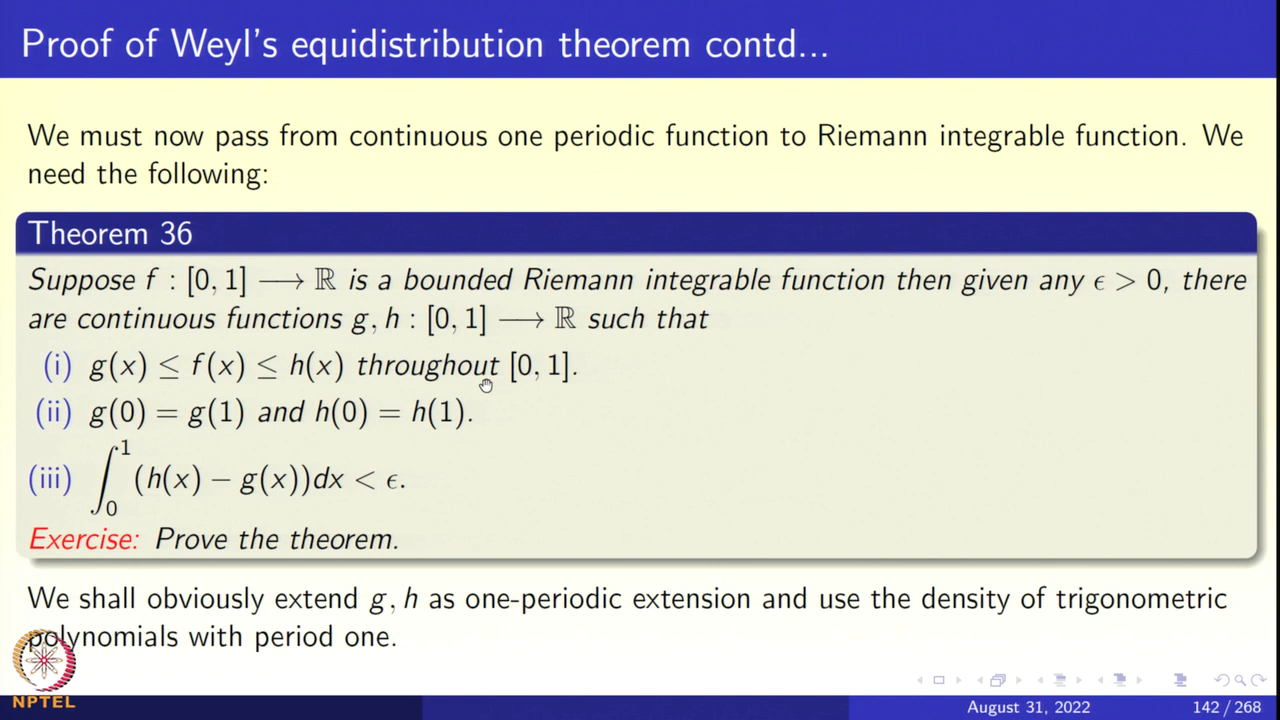 Proof of Weyl's equidistribution theorem contd...
We must now pass from continuous one periodic function to Riemann integrable function. We
need the following:
Theorem 36
Suppose f : [0, 1] ⟶ ℝ is a bounded Riemann integrable function then given any ϵ > 0, there
are continuous functions g, h : [0, 1] ⟶ ℝ such that
(i) g(x) ≤ f(x) ≤ h(x) throughout [0, 1].
(ii) g(0) = g(1) and h(0) = h(1).
(iii) ∫₀¹ (h(x) − g(x))dx < ϵ.
Exercise: Prove the theorem.
We shall obviously extend g, h as one-periodic extension and use the density of trigonometric
polynomials with period one.
NPTEL
August 31, 2022 142 / 268